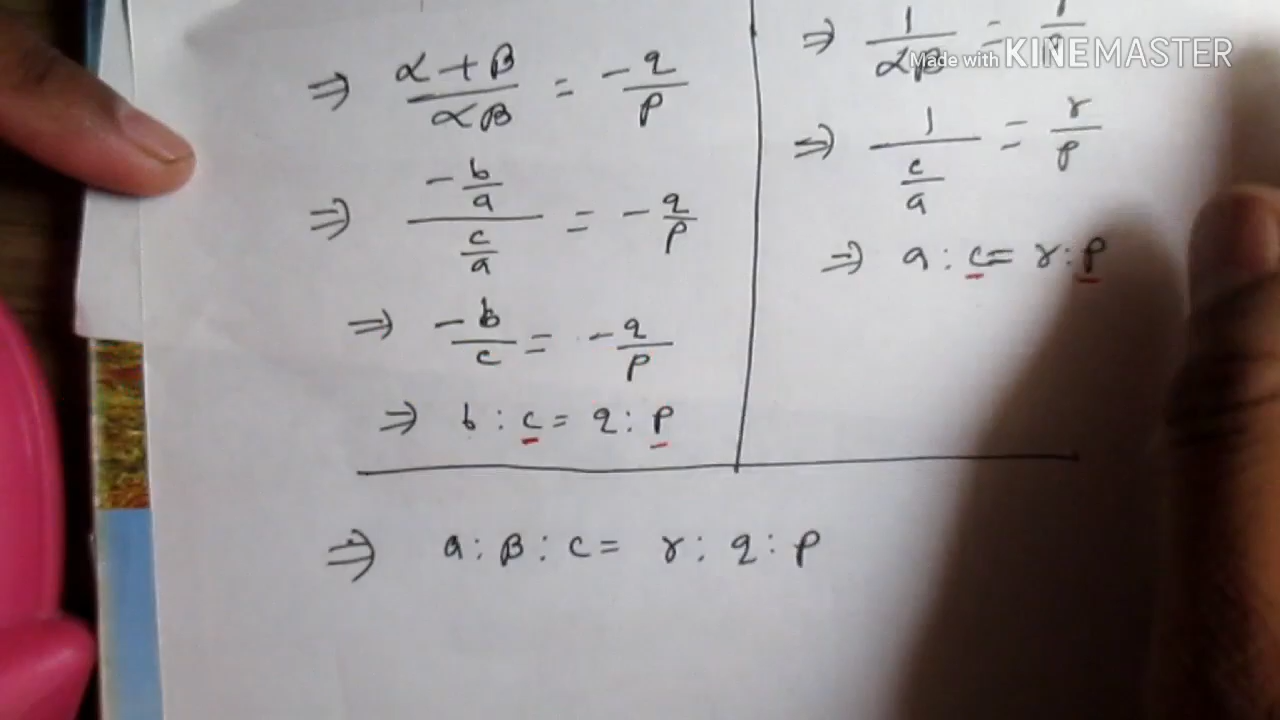 ⇒ (α+β)/(αβ) = -q/p
⇒ (-b/a)/(c/a) = -q/p
⇒ -b/c = -q/p
⇒ b : c = q : p
⇒ 1/(αβ) =
Made with KINEMASTER
⇒ 1/(c/a) = r/p
⇒ a : c = r : p
⇒ a : β : c = r : q : p